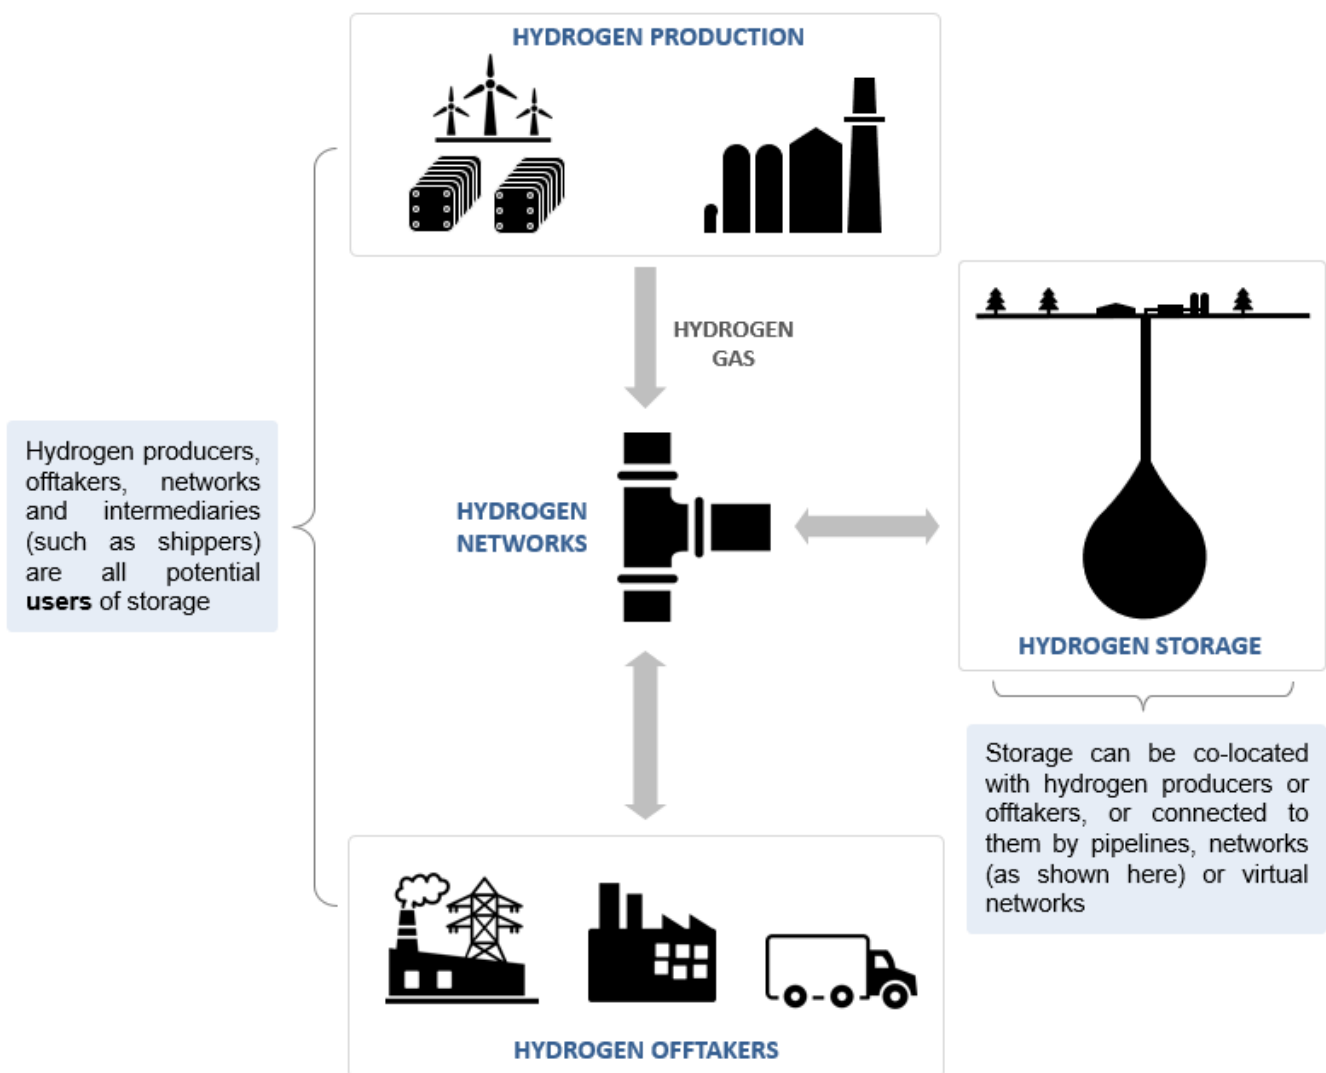 HYDROGEN PRODUCTION
HYDROGEN
GAS
Hydrogen producers,
offtakers, networks
and intermediaries
(such as shippers)
are all potential
users of storage
HYDROGEN
NETWORKS
HYDROGEN STORAGE
Storage can be co-located
with hydrogen producers or
offtakers, or connected to
them by pipelines, networks
(as shown here) or virtual
networks
HYDROGEN OFFTAKERS